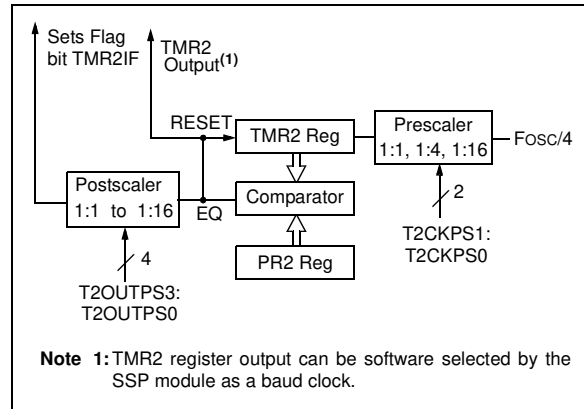 Sets Flag
bit TMR2IF
TMR2
Output(1)
RESET
TMR2 Reg
Prescaler
1:1, 1:4, 1:16
FOSC/4
Postscaler
1:1 to 1:16
EQ
Comparator
2
T2CKPS1:
T2CKPS0
4
PR2 Reg
T2OUTPS3:
T2OUTPS0
Note 1: TMR2 register output can be software selected by the
SSP module as a baud clock.